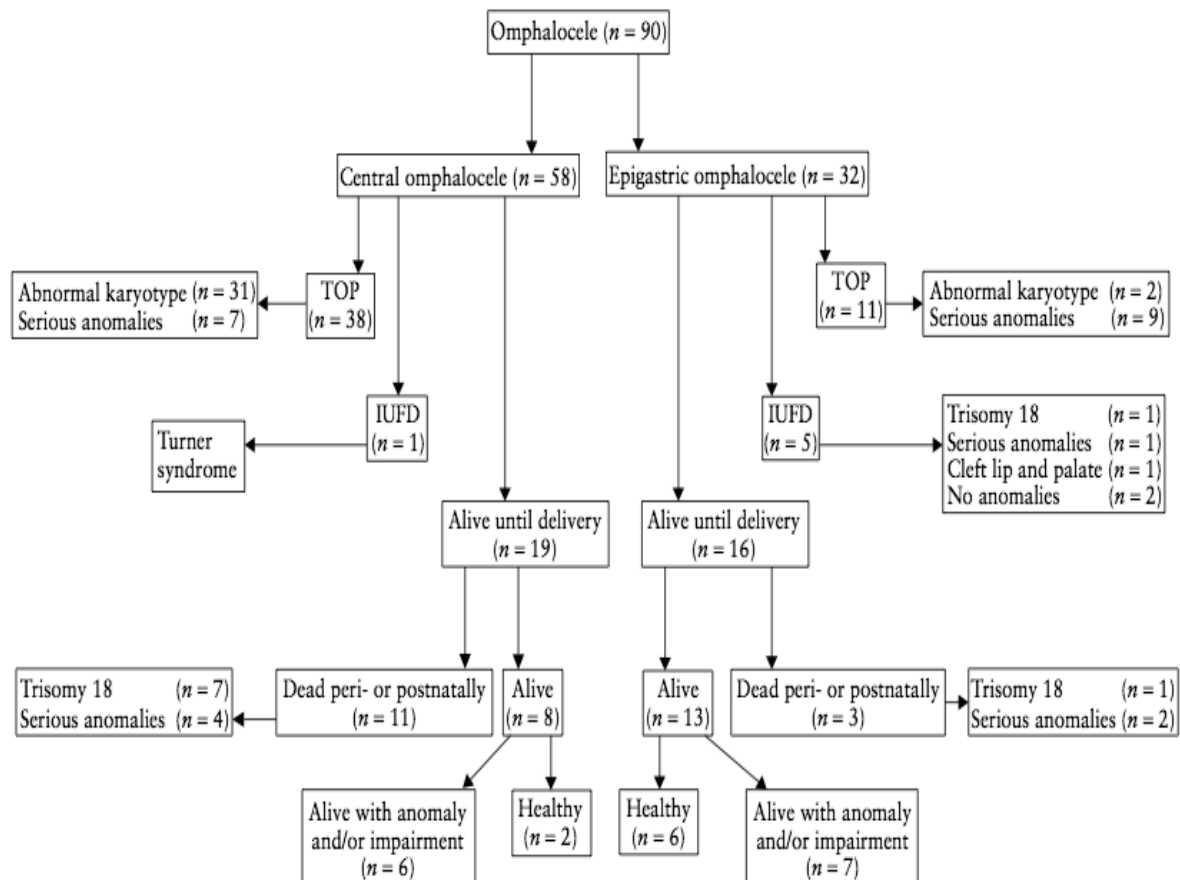 Omphalocele (n = 90)
Central omphalocele (n = 58)
Epigastric omphalocele (n = 32)
Abnormal karyotype (n = 31)
Serious anomalies (n = 7)
TOP
(n = 38)
TOP
(n = 11)
Abnormal karyotype (n = 2)
Serious anomalies (n = 9)
Turner
syndrome
IUFD
(n = 1)
IUFD
(n = 5)
Trisomy 18 (n = 1)
Serious anomalies (n = 1)
Cleft lip and palate (n = 1)
No anomalies (n = 2)
Alive until delivery
(n = 19)
Alive until delivery
(n = 16)
Trisomy 18 (n = 7)
Serious anomalies (n = 4)
Dead peri- or postnatally
(n = 11)
Alive
(n = 8)
Alive
(n = 13)
Dead peri- or postnatally
(n = 3)
Trisomy 18 (n = 1)
Serious anomalies (n = 2)
Alive with anomaly
and/or impairment
(n = 6)
Healthy
(n = 2)
Healthy
(n = 6)
Alive with anomaly
and/or impairment
(n = 7)